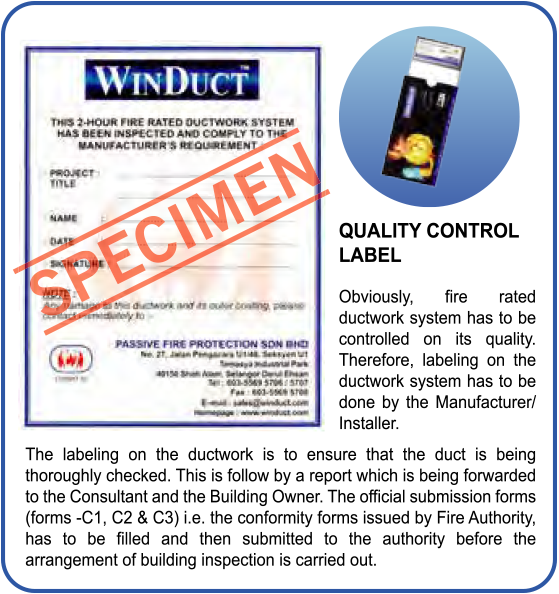 WINDUCT™
THIS 2-HOUR FIRE RATED DUCTWORK SYSTEM
HAS BEEN INSPECTED AND COMPLY TO THE
MANUFACTURER'S REQUIREMENT
PROJECT :
TITLE
NAME :
DATE
SIGNATURE :
SPECIMEN
NOTE :
Any damage to this ductwork and its outer coating, please
contact immediately to :-
PASSIVE FIRE PROTECTION SDN BHD
No. 27, Jalan Pengacara U1/48, Seksyen U1
Temasya Industrial Park
40150 Shah Alam, Selangor Darul Ehsan
Tel : 603-5569 5706 / 5707
Fax : 603-5569 5708
E-mail : sales@winduct.com
Homepage : www.winduct.com
QUALITY CONTROL
LABEL
Obviously, fire rated
ductwork system has to be
controlled on its quality.
Therefore, labeling on the
ductwork system has to be
done by the Manufacturer/
Installer.
The labeling on the ductwork is to ensure that the duct is being
thoroughly checked. This is follow by a report which is being forwarded
to the Consultant and the Building Owner. The official submission forms
(forms -C1, C2 & C3) i.e. the conformity forms issued by Fire Authority,
has to be filled and then submitted to the authority before the
arrangement of building inspection is carried out.